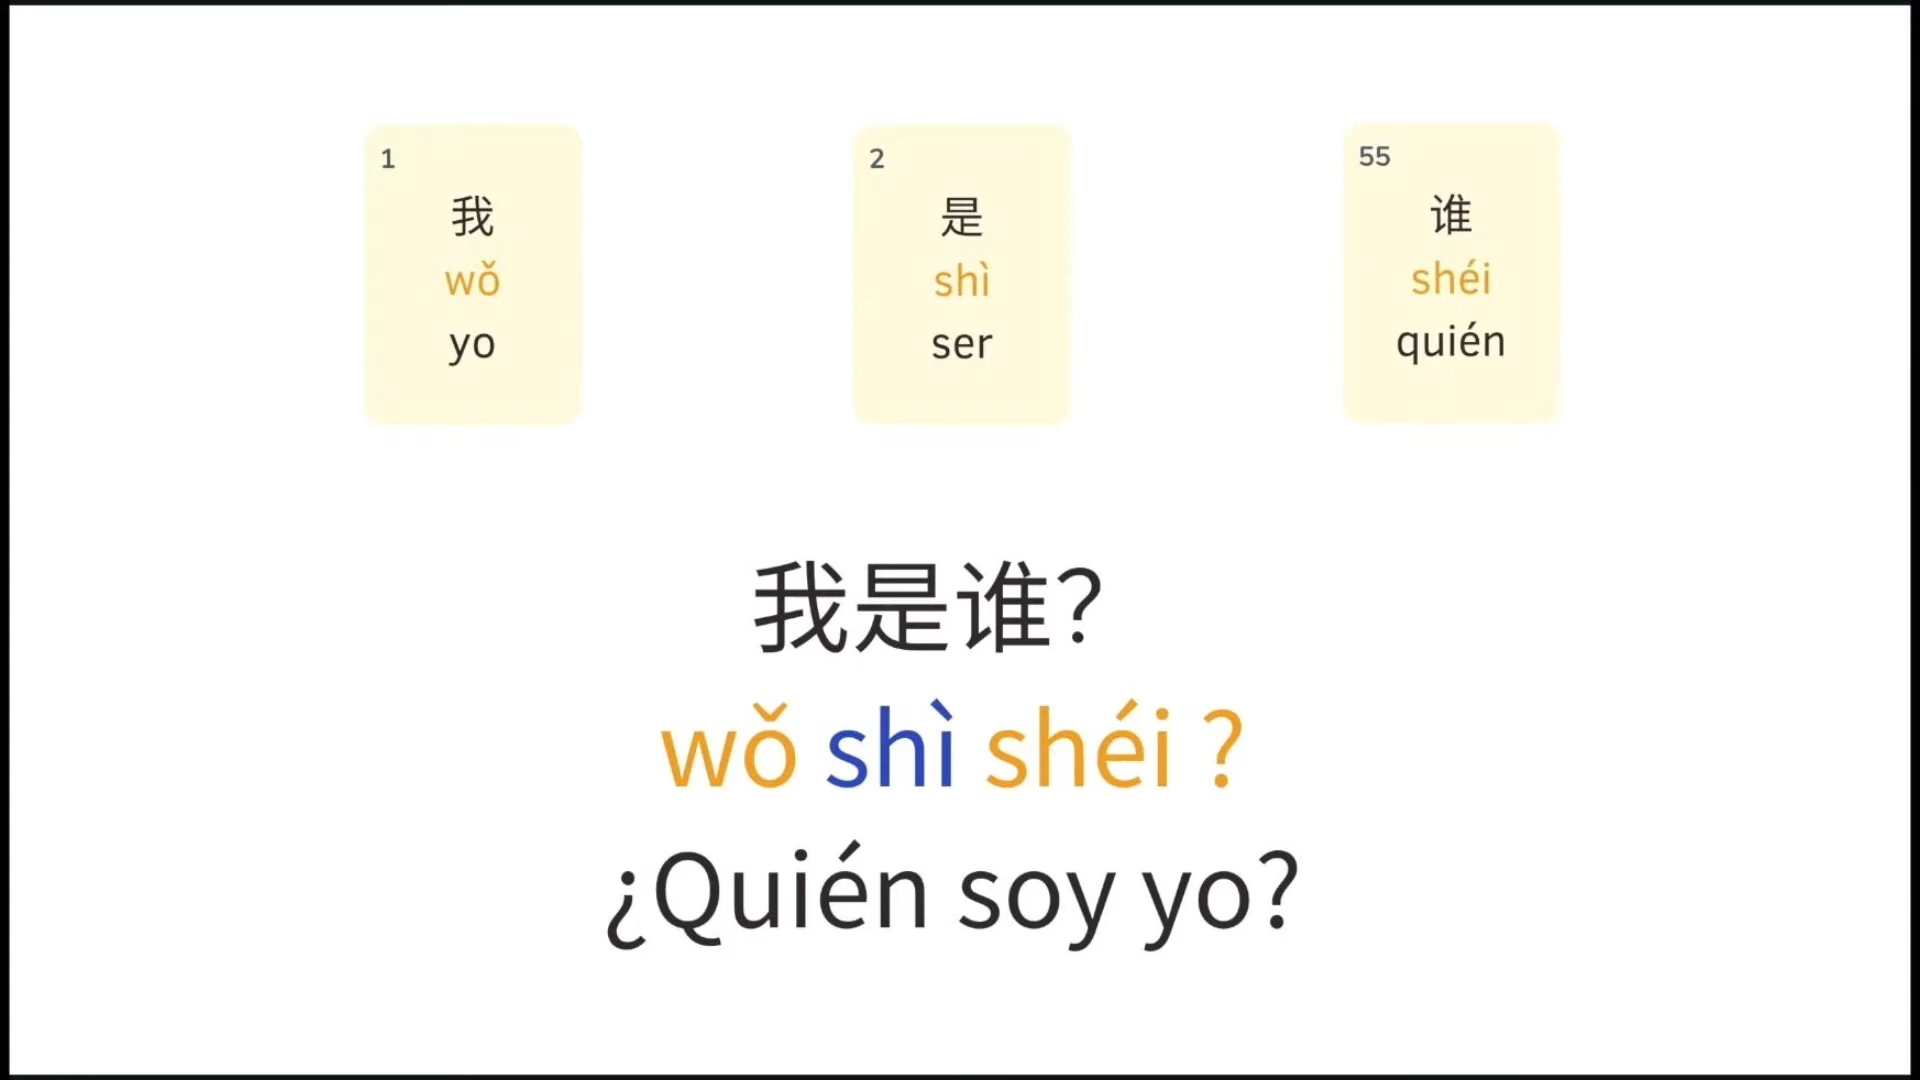 1
我
wǒ
yo
2
是
shì
ser
55
谁
shéi
quién
我是谁?
wǒ shì shéi ?
¿Quién soy yo?